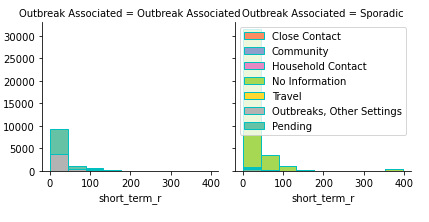 Outbreak Associated = Outbreak Associated
Outbreak Associated = Sporadic
30000
25000
20000
15000
10000
5000
0
Close Contact
Community
Household Contact
No Information
Travel
Outbreaks, Other Settings
Pending
0 100 200 300 400
0 100 200 300 400
short_term_r
short_term_r